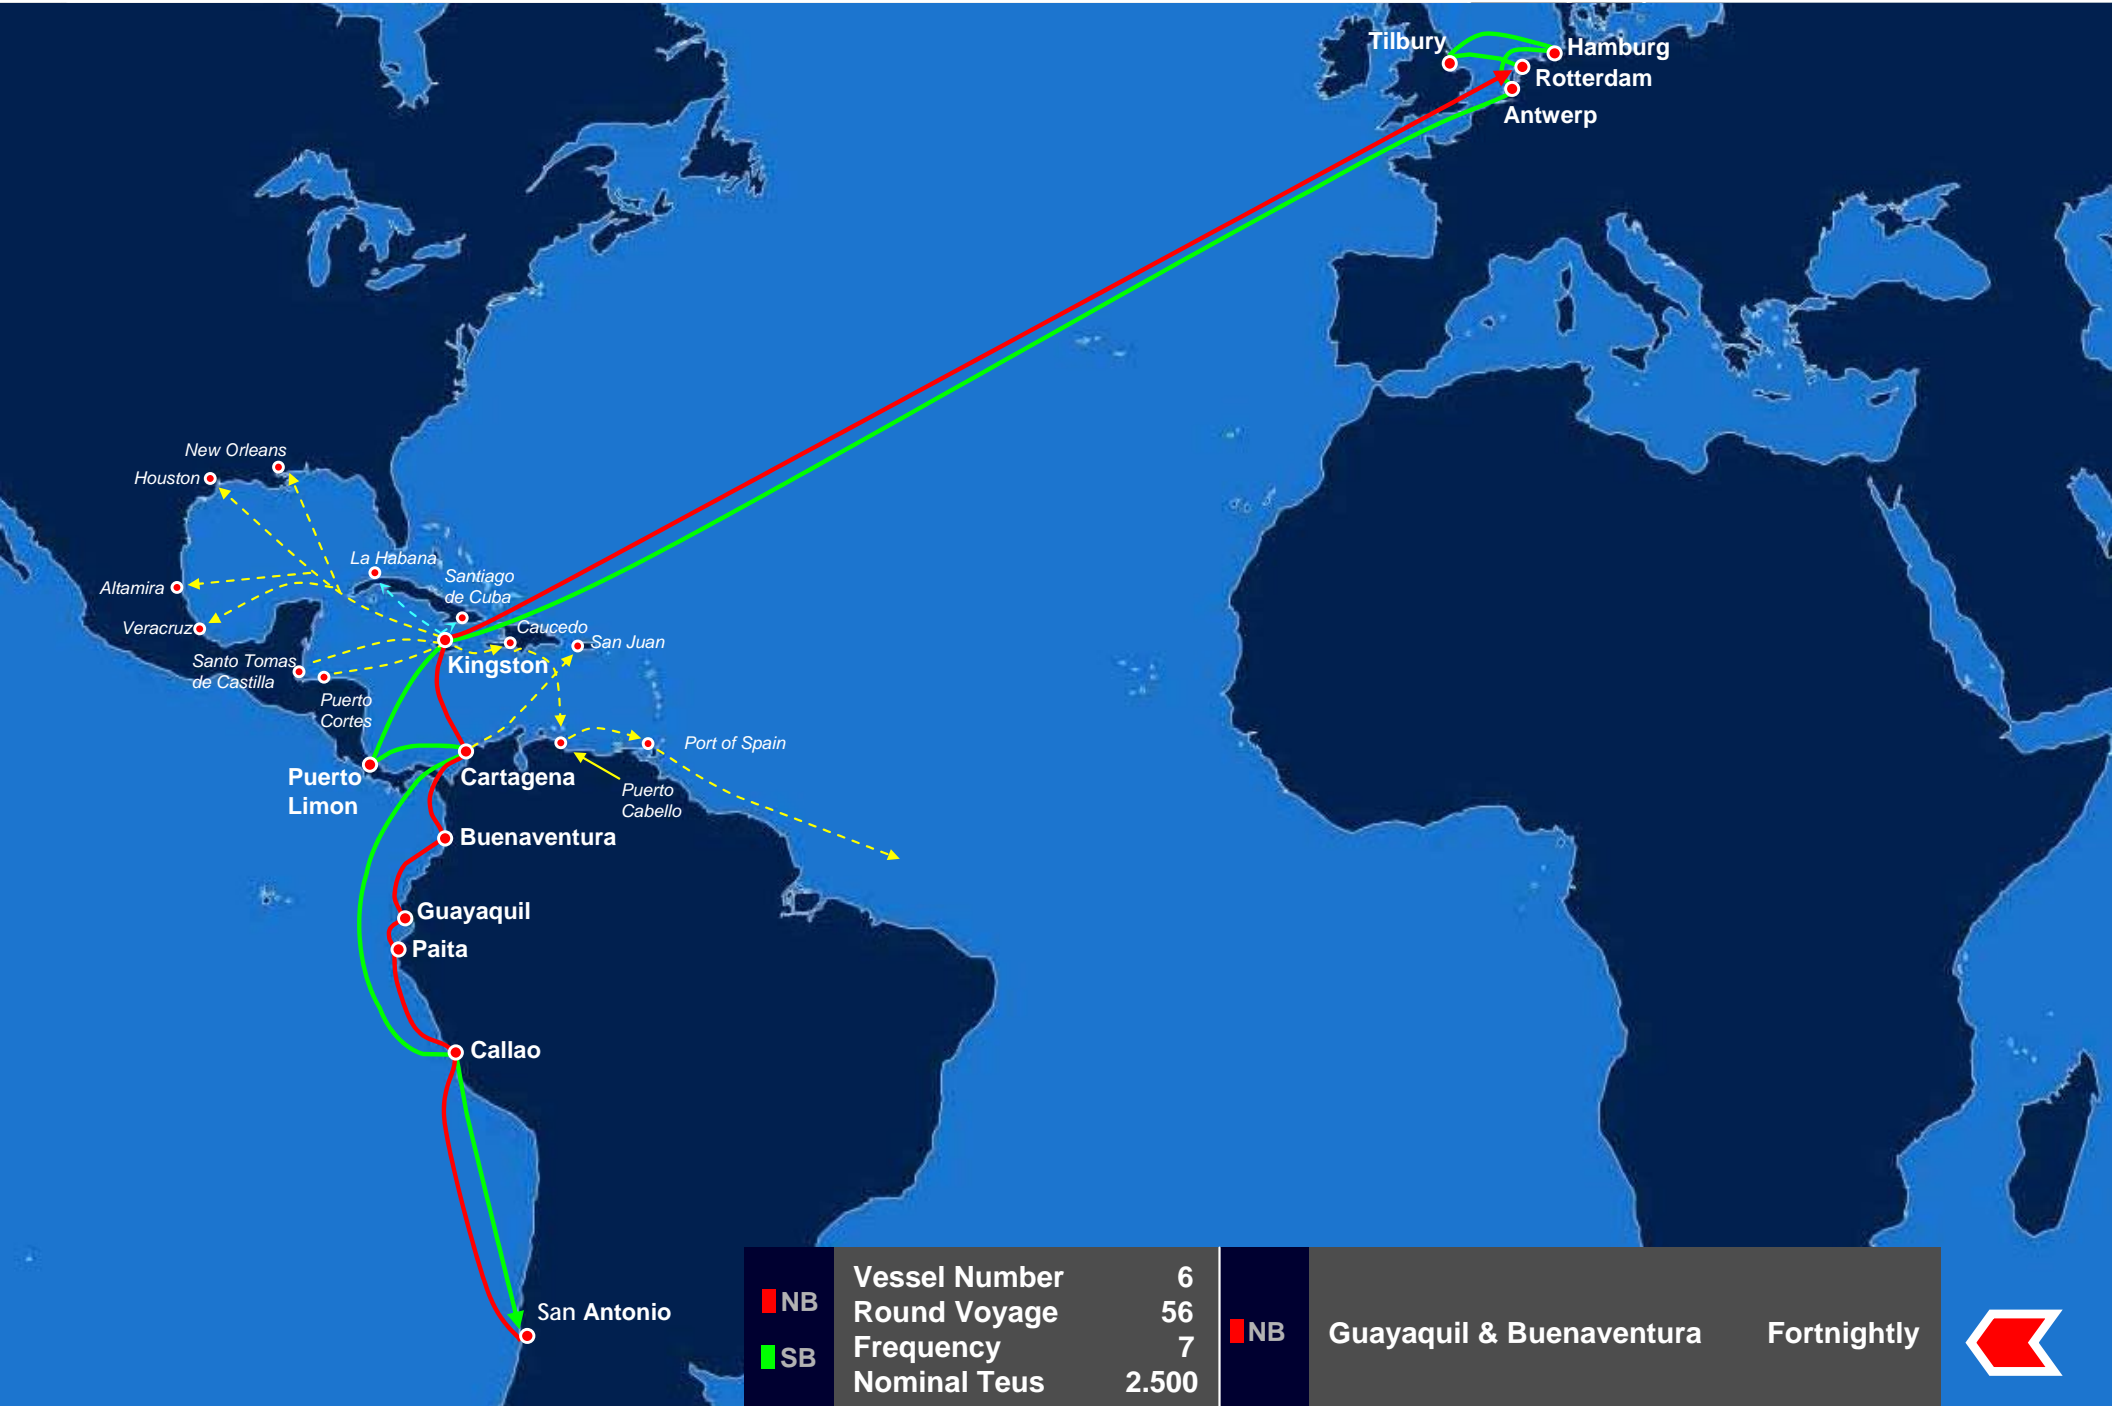 Tilbury
Hamburg
Rotterdam
Antwerp
New Orleans
Houston
La Habana
Santiago
de Cuba
Altamira
Veracruz
Caucedo
San Juan
Santo Tomas
de Castilla
Kingston
Puerto
Cortes
Port of Spain
Puerto
Limon
Cartagena
Puerto
Cabello
Buenaventura
Guayaquil
Paita
Callao
San Antonio
NB
SB
Vessel Number 6
Round Voyage 56
Frequency 7
Nominal Teus 2.500
NB
Guayaquil & Buenaventura Fortnightly